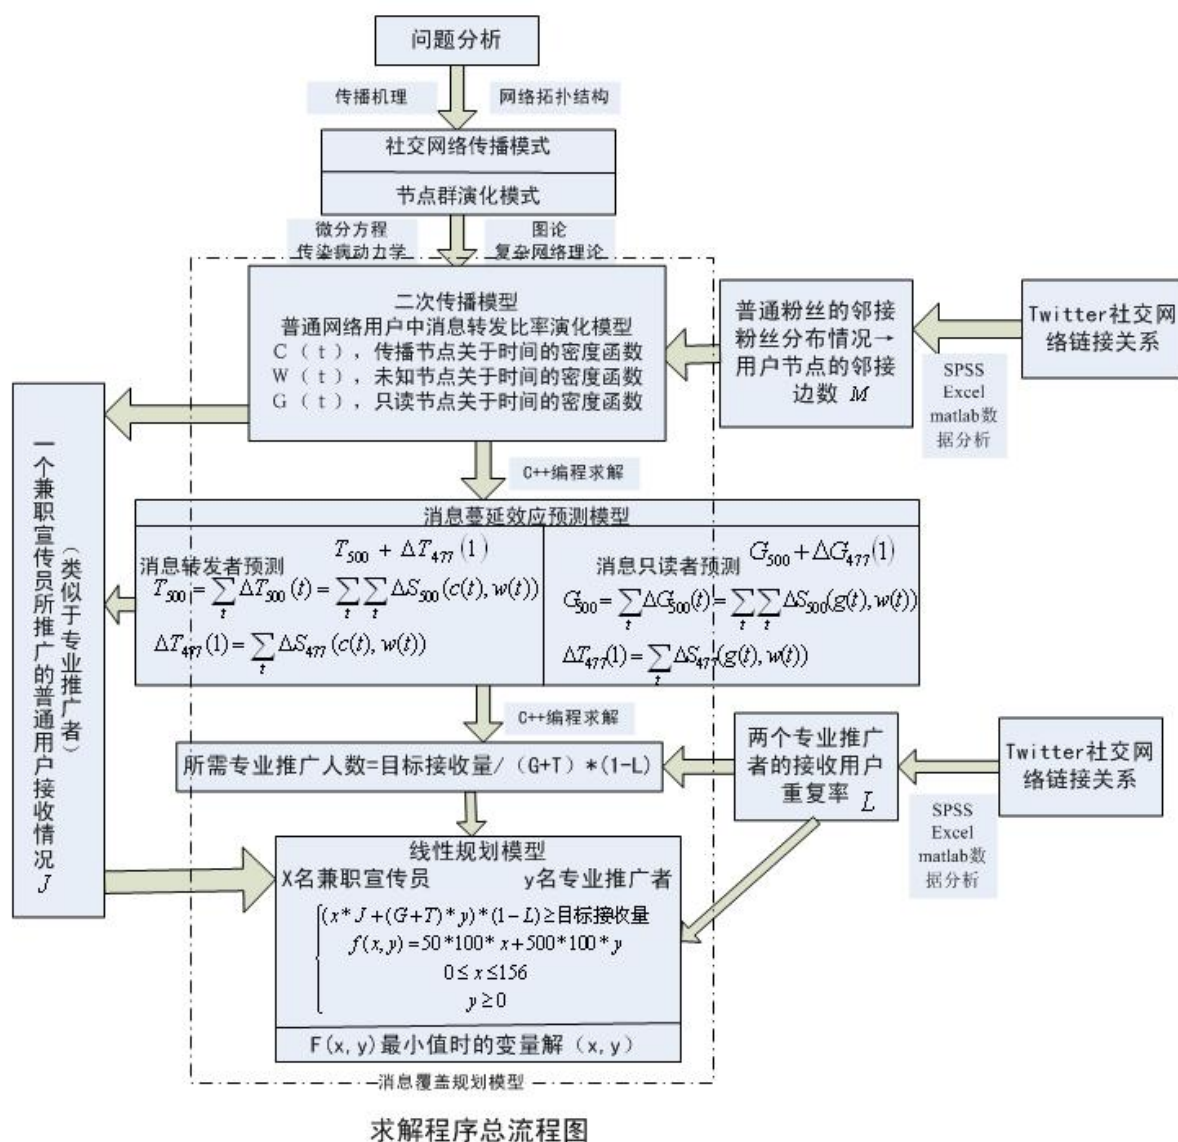 问题分析
传播机理
网络拓扑结构
社交网络传播模式
节点群演化模式
微分方程
传染病动力学
图论
复杂网络理论
二次传播模型
普通网络用户中消息转发比率演化模型
C（t），传播节点关于时间的密度函数
W（t），未知节点关于时间的密度函数
G（t），只读节点关于时间的密度函数
普通粉丝的邻接
粉丝分布情况→
用户节点的邻接
边数 M
Twitter社交网
络链接关系
SPSS
Excel
matlab数
据分析
C++编程求解
一个兼职宣传员所推广的普通用户接收情况 J
（类似于专业推广者）
消息蔓延效应预测模型
T₅₀₀ + ΔT₄₇₇(1)
消息转发者预测
T₅₀₀ = ∑ₜ ΔT₅₀₀(t) = ∑ₜ∑ₜ ΔS₅₀₀(c(t), w(t))
ΔT₄₇₇(1) = ∑ₜ ΔS₄₇₇(c(t), w(t))
G₅₀₀ + ΔG₄₇₇(1)
消息只读者预测
G₅₀₀ = ∑ₜ ΔG₅₀₀(t) = ∑ₜ∑ₜ ΔS₅₀₀(g(t), w(t))
ΔT₄₇₇(1) = ∑ₜ ΔS₄₇₇(g(t), w(t))
C++编程求解
所需专业推广人数=目标接收量/（G+T）*(1-L)
两个专业推广
者的接收用户
重复率 L
Twitter社交网
络链接关系
SPSS
Excel
matlab数
据分析
线性规划模型
X名兼职宣传员 y名专业推广者
(x*J+(G+T)*y)*(1-L)≥目标接收量
f(x,y)=50*100*x+500*100*y
0≤x≤156
y≥0
F(x,y)最小值时的变量解（x,y）
消息覆盖规划模型
求解程序总流程图